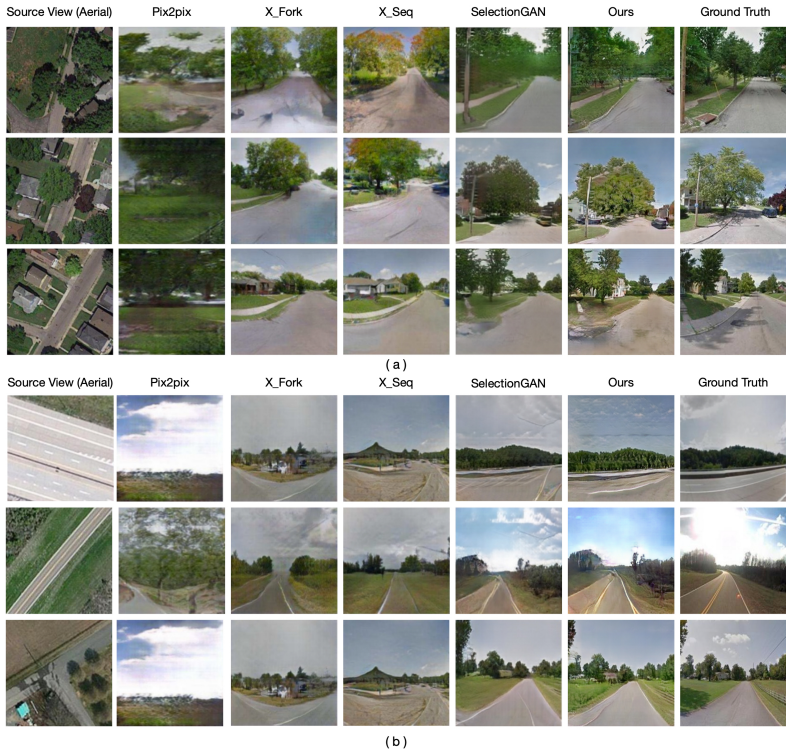 Source View (Aerial) Pix2pix X_Fork X_Seq SelectionGAN Ours Ground Truth
( a )
Source View (Aerial) Pix2pix X_Fork X_Seq SelectionGAN Ours Ground Truth
( b )